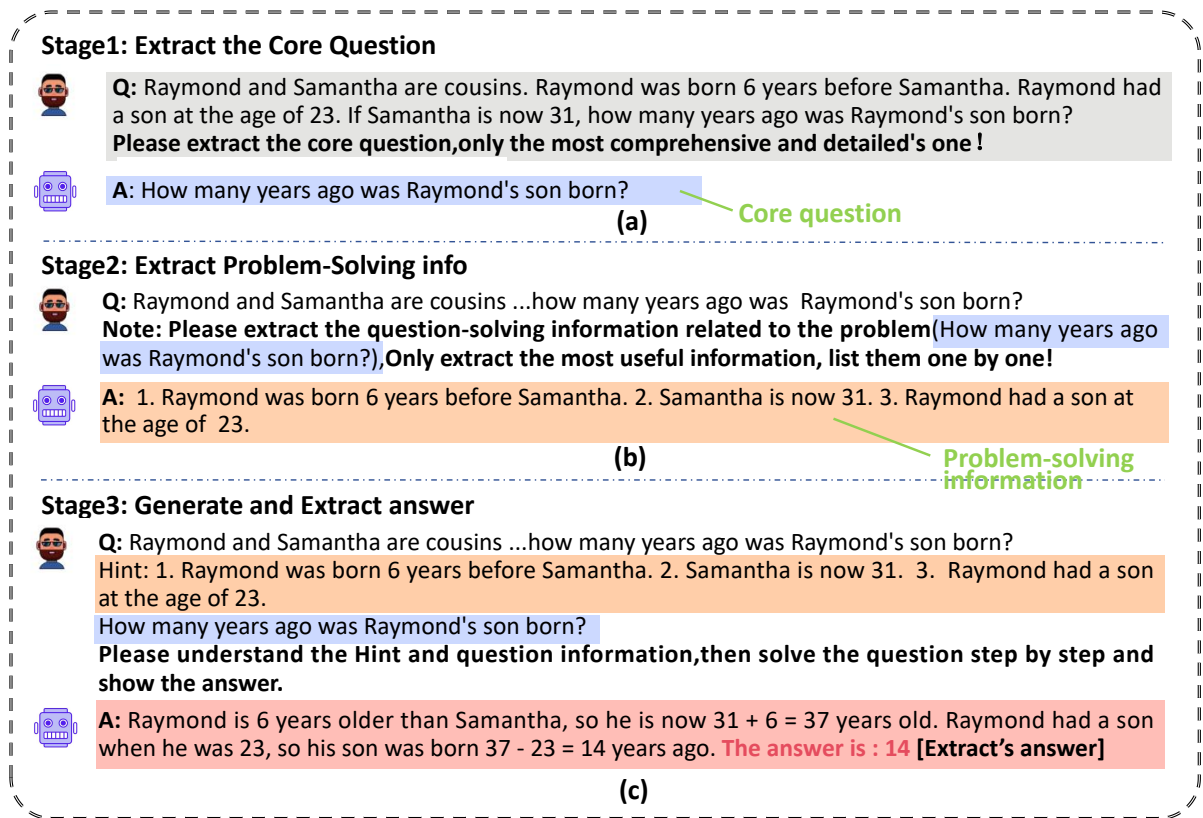 Stage1: Extract the Core Question
Q: Raymond and Samantha are cousins. Raymond was born 6 years before Samantha. Raymond had
a son at the age of 23. If Samantha is now 31, how many years ago was Raymond's son born?
Please extract the core question,only the most comprehensive and detailed's one!
A: How many years ago was Raymond's son born?
Core question
(a)
Stage2: Extract Problem-Solving info
Q: Raymond and Samantha are cousins ...how many years ago was Raymond's son born?
Note: Please extract the question-solving information related to the problem(How many years ago
was Raymond's son born?),Only extract the most useful information, list them one by one!
A: 1. Raymond was born 6 years before Samantha. 2. Samantha is now 31. 3. Raymond had a son at
the age of 23.
(b)
Problem-solving
information
Stage3: Generate and Extract answer
Q: Raymond and Samantha are cousins ...how many years ago was Raymond's son born?
Hint: 1. Raymond was born 6 years before Samantha. 2. Samantha is now 31. 3. Raymond had a son
at the age of 23.
How many years ago was Raymond's son born?
Please understand the Hint and question information,then solve the question step by step and
show the answer.
A: Raymond is 6 years older than Samantha, so he is now 31 + 6 = 37 years old. Raymond had a son
when he was 23, so his son was born 37 - 23 = 14 years ago. The answer is : 14 [Extract’s answer]
(c)